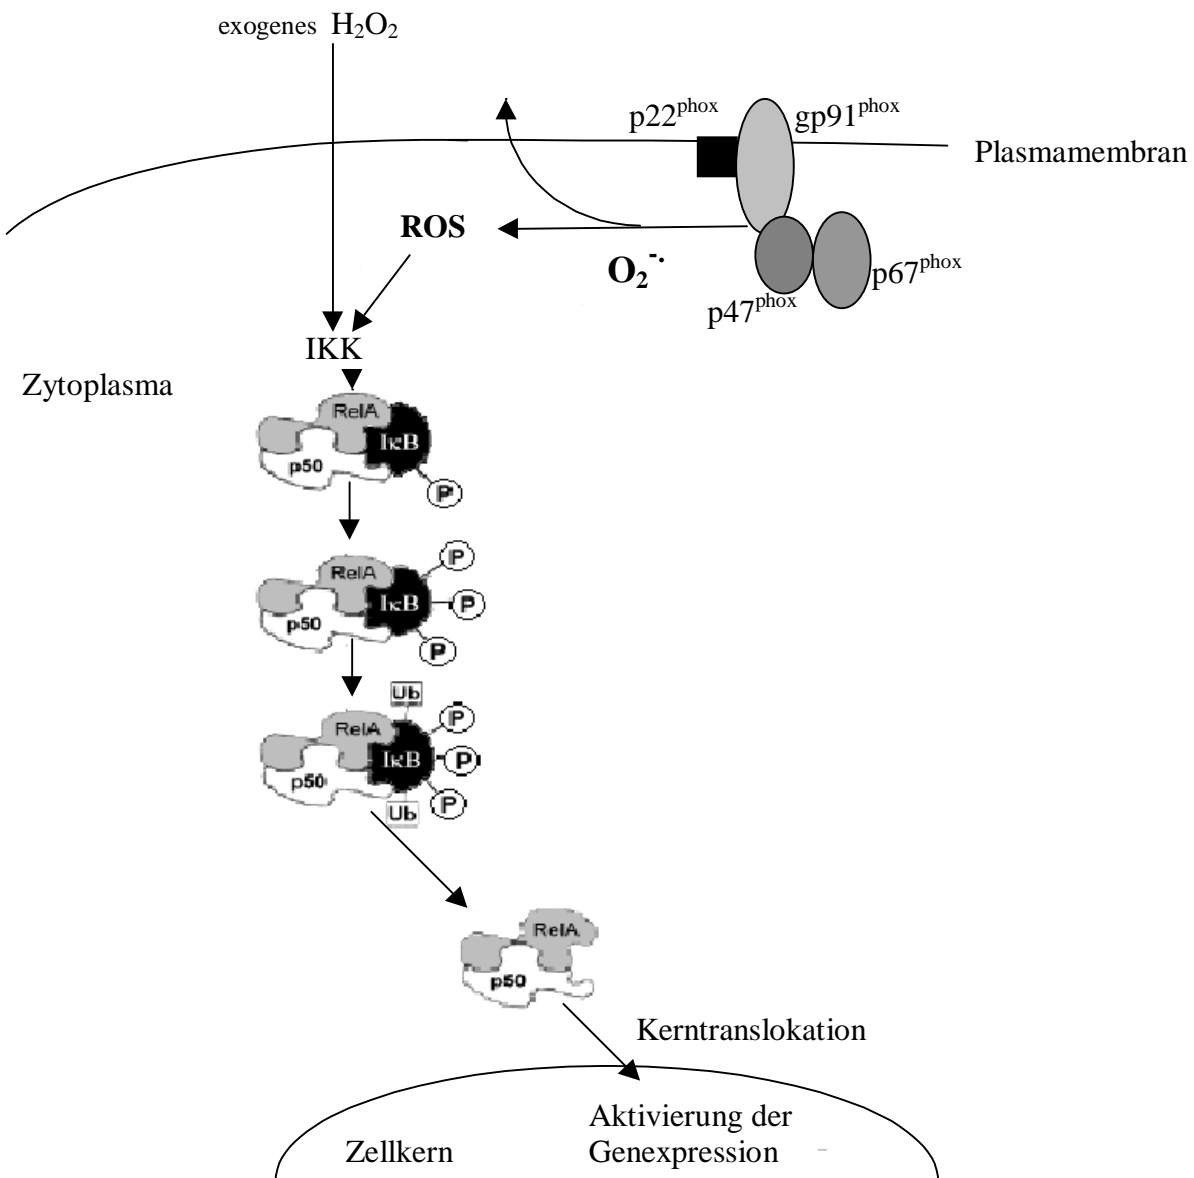 exogenes H₂O₂
p22ᵖʰᵒˣ
gp91ᵖʰᵒˣ
Plasmamembran
ROS
O₂⁻·
p67ᵖʰᵒˣ
p47ᵖʰᵒˣ
IKK
Zytoplasma
RelA
IκB
p50
P
P
RelA
IκB
P
p50
P
Ub
P
RelA
IκB
P
p50
P
Ub
RelA
p50
Kerntranslokation
Aktivierung der
Zellkern
Genexpression